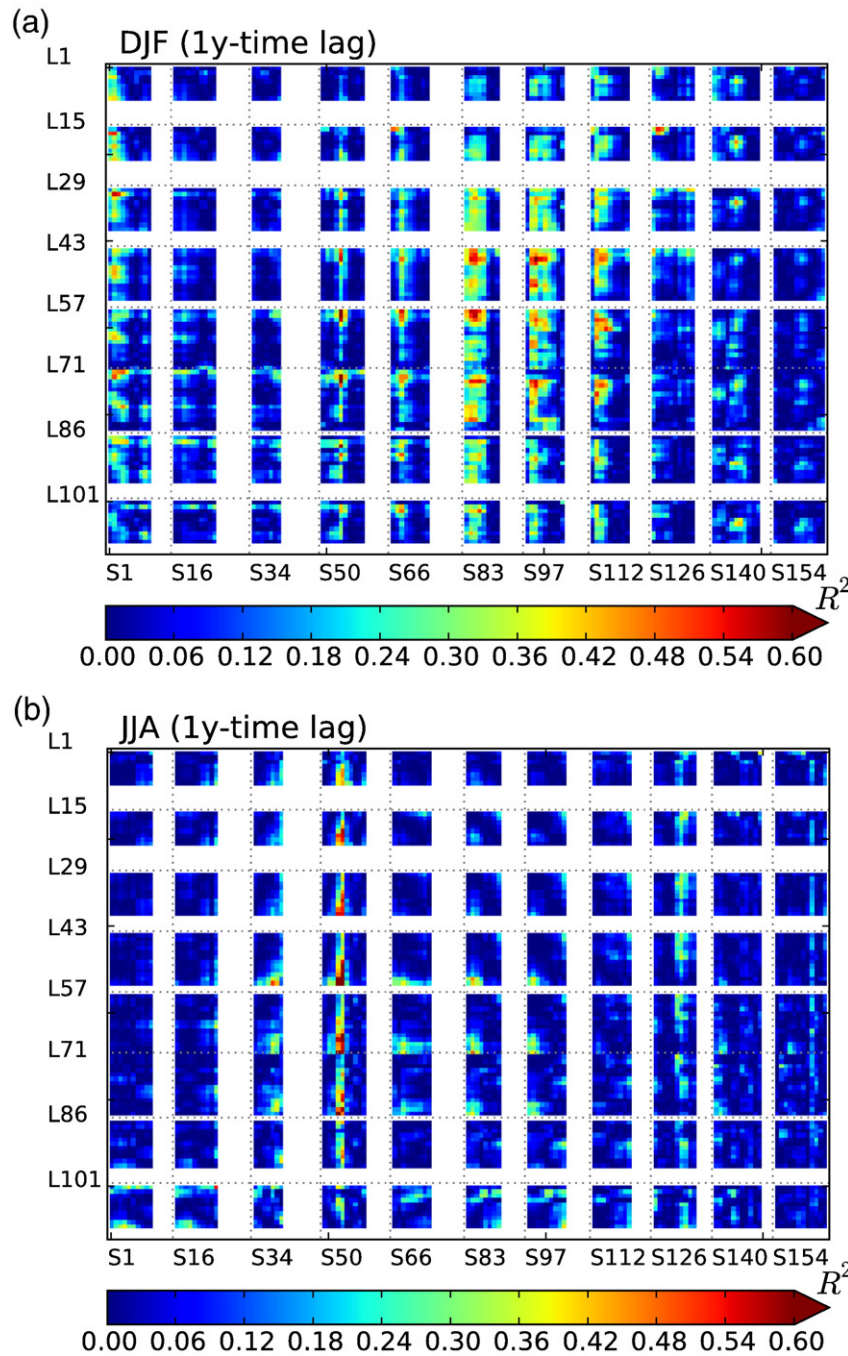 (a)
DJF (1y-time lag)
L1
L15
L29
L43
L57
L71
L86
L101
S1 S16 S34 S50 S66 S83 S97 S112 S126 S140 S154
R²
0.00 0.06 0.12 0.18 0.24 0.30 0.36 0.42 0.48 0.54 0.60
(b)
JJA (1y-time lag)
L1
L15
L29
L43
L57
L71
L86
L101
S1 S16 S34 S50 S66 S83 S97 S112 S126 S140 S154
R²
0.00 0.06 0.12 0.18 0.24 0.30 0.36 0.42 0.48 0.54 0.60